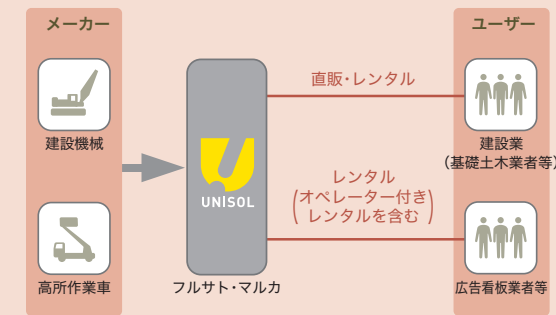 メーカー
建設機械
高所作業車
UNISOL
フルサト・マルカ
直販・レンタル
レンタル
(オペレーター付き
レンタルを含む)
ユーザー
建設業
(基礎土木業者等)
広告看板業者等